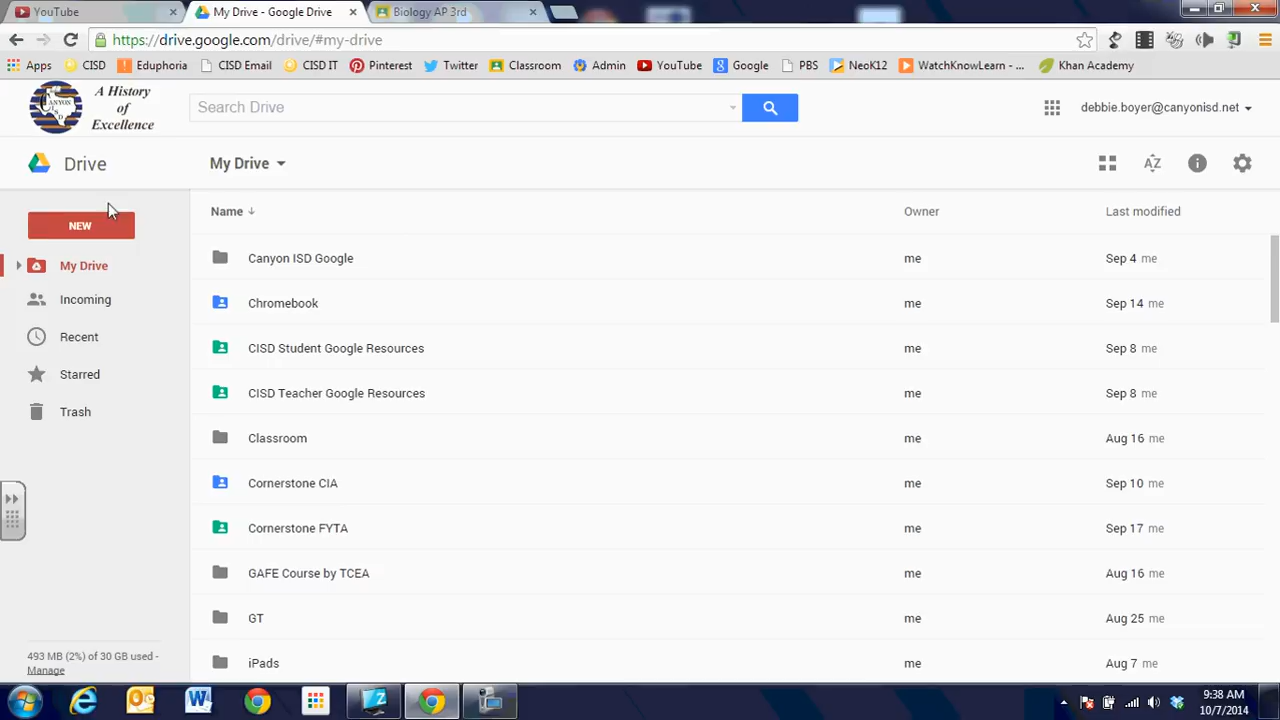 YouTube
My Drive - Google Drive
Biology AP 3rd
https://drive.google.com/drive/#my-drive
Apps
CISD
Eduphoria
CISD Email
CISD IT
Pinterest
Twitter
Classroom
Admin
YouTube
Google
PBS
NeoK12
WatchKnowLearn - ...
Khan Academy
CANYON
A History
of
Excellence
Search Drive
debbie.boyer@canyonisd.net
Drive
My Drive
AZ
NEW
My Drive
Incoming
Recent
Starred
Trash
Name
Owner
Last modified
Canyon ISD Google
me
Sep 4 me
Chromebook
me
Sep 14 me
CISD Student Google Resources
me
Sep 8 me
CISD Teacher Google Resources
me
Sep 8 me
Classroom
me
Aug 16 me
Cornerstone CIA
me
Sep 10 me
Cornerstone FYTA
me
Sep 17 me
GAFE Course by TCEA
me
Aug 16 me
GT
me
Aug 25 me
iPads
me
Aug 7 me
493 MB (2%) of 30 GB used -
Manage
9:38 AM
10/7/2014